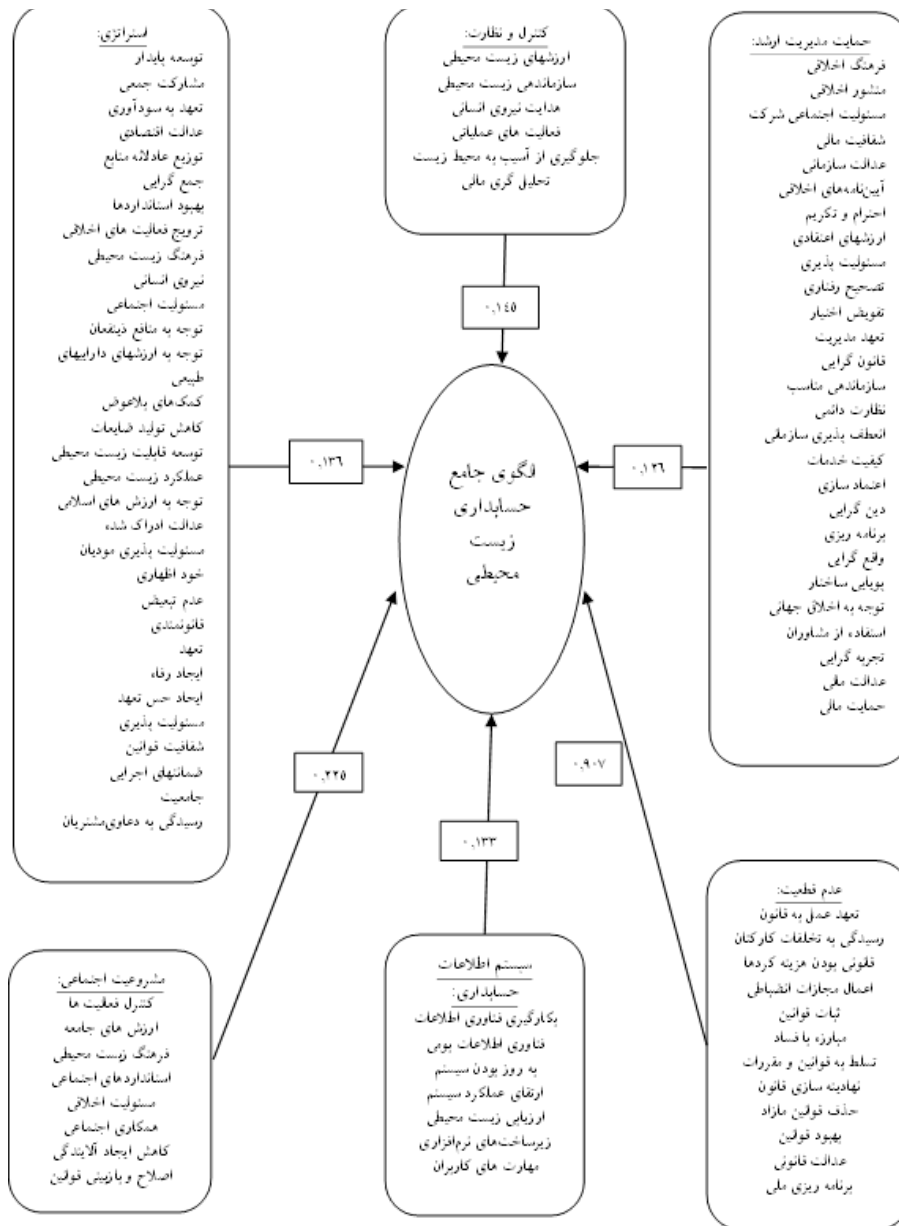 حمایت مدیریت ارشد:
فرهنگ اخلاقی
منشور اخلاقی
مسئولیت اجتماعی شرکت
شفافیت مالی
عدالت سازمانی
آیین‌نامه‌های اخلاقی
احترام و تکریم
ارزشهای اعتقادی
مسئولیت پذیری
تصحیح رفتاری
تفویض اختیار
تعهد مدیریت
قانون گرایی
سازماندهی مناسب
نظارت دائمی
انعطاف پذیری سازمانی
کیفیت خدمات
اعتماد سازی
دین گرایی
برنامه ریزی
واقع گرایی
پویایی ساختار
توجه به اخلاق جهانی
استفاده از مشاوران
تجربه گرایی
عدالت مالی
حمایت مالی
کنترل و نظارت:
ارزشهای زیست محیطی
سازماندهی زیست محیطی
هدایت نیروی انسانی
فعالیت های عملیاتی
جلوگیری از آسیب به محیط زیست
تحلیل گری مالی
استراتژی:
توسعه پایدار
مشارکت جمعی
تعهد به سودآوری
عدالت اقتصادی
توزیع عادلانه منابع
جمع گرایی
بهبود استانداردها
ترویج فعالیت های اخلاقی
فرهنگ زیست محیطی
نیروی انسانی
مسئولیت اجتماعی
توجه به منافع ذینفعان
توجه به ارزشهای داراییهای
طبیعی
کمک‌های بلاعوض
کاهش تولید ضایعات
توسعه قابلیت زیست محیطی
عملکرد زیست محیطی
توجه به ارزش های اسلامی
عدالت ادراک شده
مسئولیت پذیری مودیان
خود اظهاری
عدم تبعیض
قانونمندی
تعهد
ایجاد رفاه
ایجاد حس تعهد
مسئولیت پذیری
شفافیت قوانین
ضمانتهای اجرایی
جامعیت
رسیدگی به دعاوی‌مشتریان
۰,۱٤۵
۰,۱۲٦
۰,۱۳٦
الگوی جامع
حسابداری
زیست
محیطی
۰,۹۰۷
۰,۱۳۳
۰,۲۲۵
عدم قطعیت:
تعهد عمل به قانون
رسیدگی به تخلفات کارکنان
قانونی بودن هزینه کردها
اعمال مجازات انضباطی
ثبات قوانین
مبارزه با فساد
تسلط به قوانین و مقررات
نهادینه سازی قانون
حذف قوانین مازاد
بهبود قوانین
عدالت قانونی
برنامه ریزی ملی
سیستم اطلاعات
حسابداری:
بکارگیری فناوری اطلاعات
فناوری اطلاعات بومی
به روز بودن سیستم
ارتقای عملکرد سیستم
ارزیابی زیست محیطی
زیرساخت‌های نرم‌افزاری
مهارت های کاربران
مشروعیت اجتماعی:
کنترل فعالیت ها
ارزش های جامعه
فرهنگ زیست محیطی
استانداردهای اجتماعی
مسئولیت اخلاقی
همکاری اجتماعی
کاهش ایجاد آلایندگی
اصلاح و بازبینی قوانین